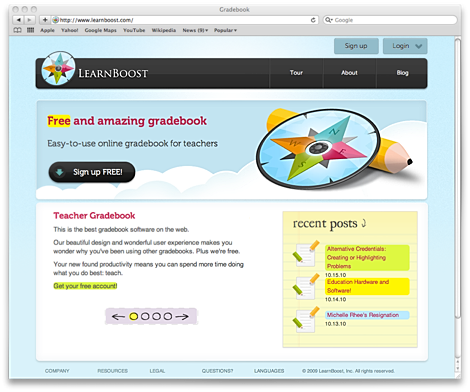 Gradebook
http://www.learnboost.com/
Google
Apple Yahoo! Google Maps YouTube Wikipedia News (9) Popular
Sign up Login
LEARNBOOST
Tour About Blog
Free and amazing gradebook
Easy-to-use online gradebook for teachers
Sign up FREE!
N
Teacher Gradebook
This is the best gradebook software on the web.
Our beautiful design and wonderful user experience makes you
wonder why you've been using other gradebooks. Plus we're free.
Your new found productivity means you can spend more time doing
what you do best: teach.
Get your free account!
recent posts
Alternative Credentials:
Creating or Highlighting
Problems
10.15.10
Education Hardware and
Software!
10.14.10
Michelle Rhee's Resignation
10.13.10
COMPANY RESOURCES LEGAL QUESTIONS? LANGUAGES © 2009 LearnBoost, Inc. All rights reserved.